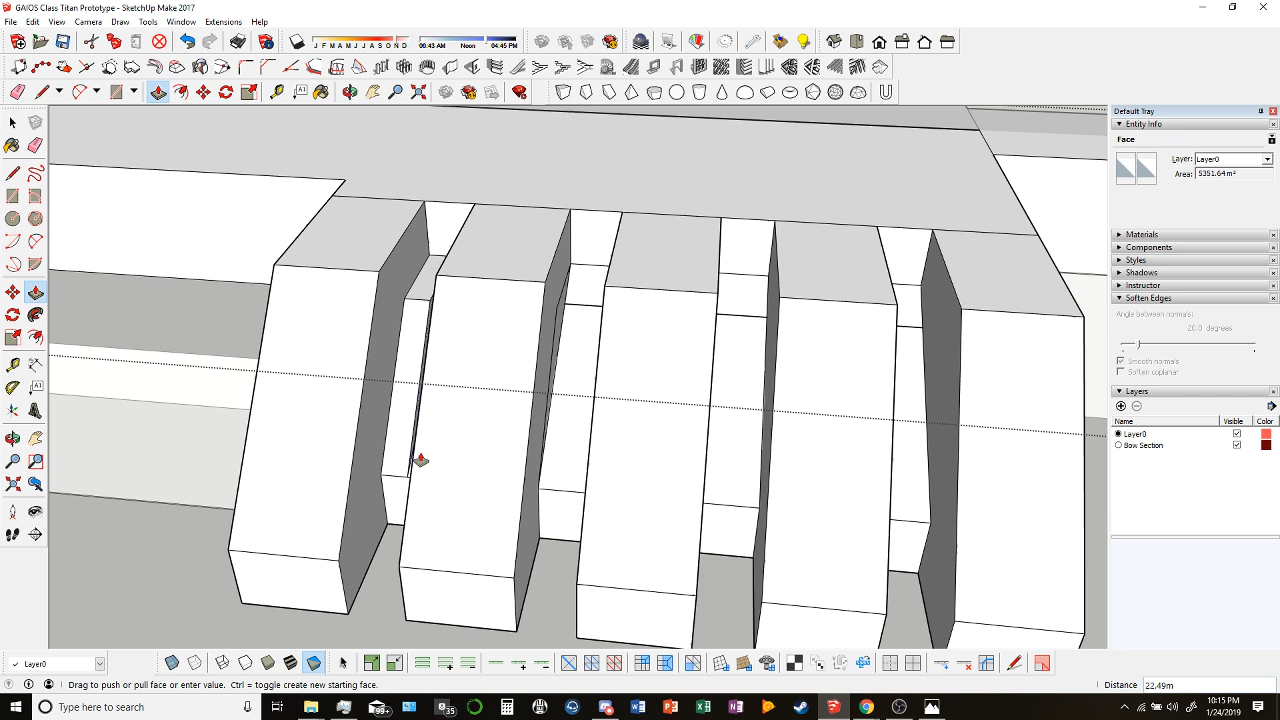 GAIOS Class Titan Prototype - SketchUp Make 2017
File Edit View Camera Draw Tools Window Extensions Help
J F M A M J J A S O N D
Noon 04:45 PM
Default Tray
Entity Info
Face
Layer: Layer0
Area: 5351.64 m²
Materials
Components
Styles
Shadows
Instructor
Soften Edges
Angle between normals:
20.0 degrees
Smooth normals
Soften coplanar
Layers
Name Visible Color
Layer0
Bow Section
Layer0
Drag to push or pull face or enter value. Ctrl = toggle create new starting face.
Distance 22.49m
Type here to search
99+
35
10:15 PM
1/24/2019